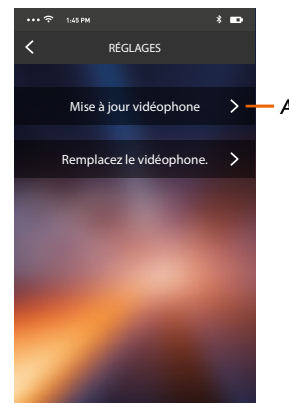 1:45 PM
RÉGLAGES
Mise à jour vidéophone
A
Remplacez le vidéophone.